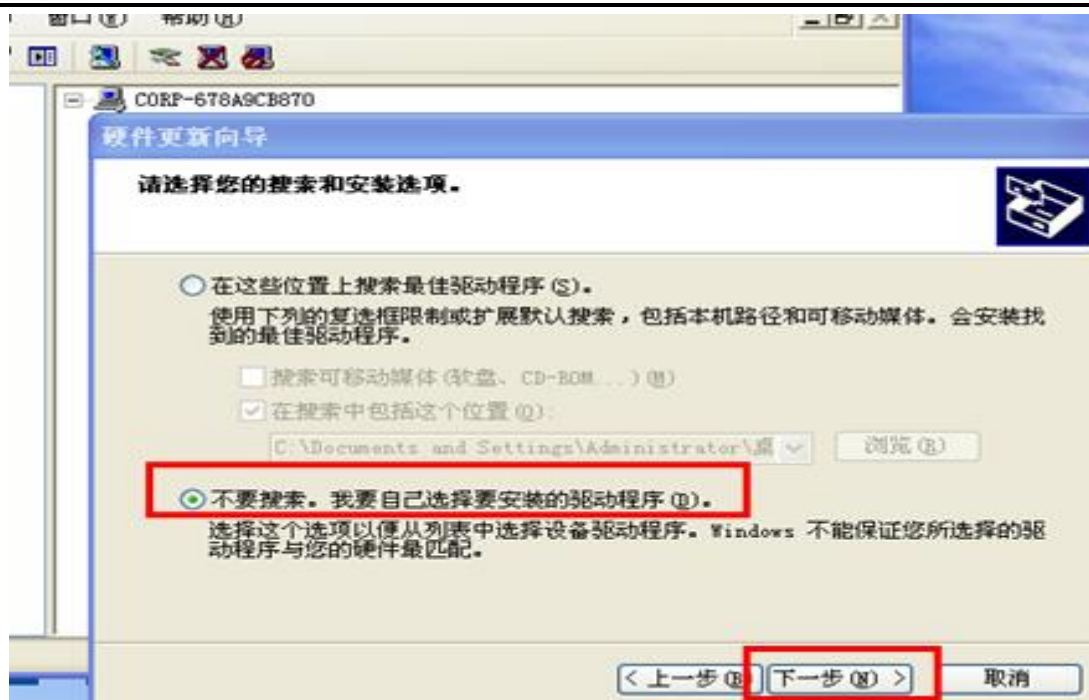 窗口(W) 帮助(H)
CORP-678A9CB870
硬件更新向导
请选择您的搜索和安装选项。
在这些位置上搜索最佳驱动程序(S)。
使用下列的复选框限制或扩展默认搜索，包括本机路径和可移动媒体。会安装找
到的最佳驱动程序。
搜索可移动媒体(软盘、CD-ROM...)(M)
在搜索中包括这个位置(O):
C:\Documents and Settings\Administrator\桌
浏览(R)
不要搜索。我要自己选择要安装的驱动程序(D)。
选择这个选项以便从列表中选择设备驱动程序。Windows 不能保证您所选择的驱
动程序与您的硬件最匹配。
< 上一步(B) 下一步(N) > 取消